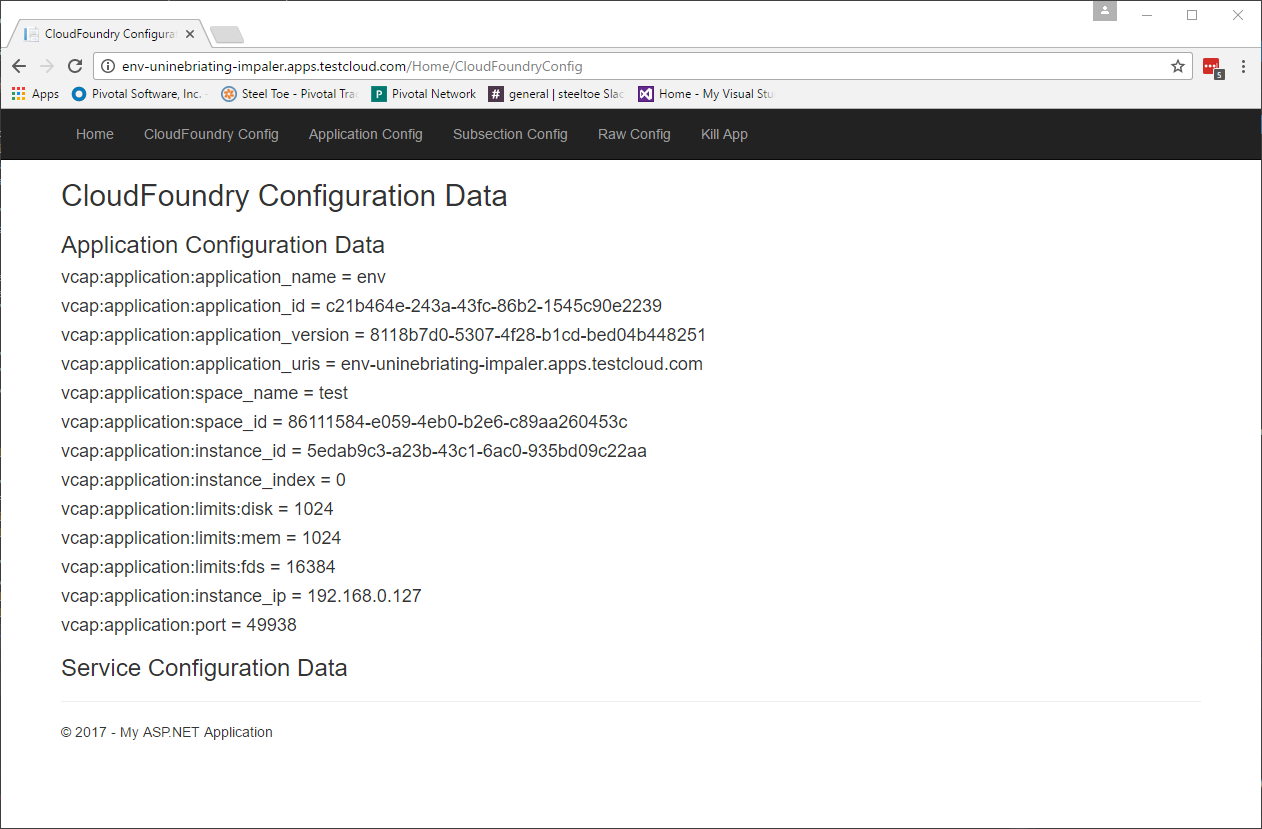 CloudFoundry Configura
env-uninebriating-impaler.apps.testcloud.com/Home/CloudFoundryConfig
5
Apps Pivotal Software, Inc. Steel Toe - Pivotal Tra Pivotal Network general | steeltoe Slac Home - My Visual Stu
Home CloudFoundry Config Application Config Subsection Config Raw Config Kill App
CloudFoundry Configuration Data
Application Configuration Data
vcap:application:application_name = env
vcap:application:application_id = c21b464e-243a-43fc-86b2-1545c90e2239
vcap:application:application_version = 8118b7d0-5307-4f28-b1cd-bed04b448251
vcap:application:application_uris = env-uninebriating-impaler.apps.testcloud.com
vcap:application:space_name = test
vcap:application:space_id = 86111584-e059-4eb0-b2e6-c89aa260453c
vcap:application:instance_id = 5edab9c3-a23b-43c1-6ac0-935bd09c22aa
vcap:application:instance_index = 0
vcap:application:limits:disk = 1024
vcap:application:limits:mem = 1024
vcap:application:limits:fds = 16384
vcap:application:instance_ip = 192.168.0.127
vcap:application:port = 49938
Service Configuration Data
© 2017 - My ASP.NET Application